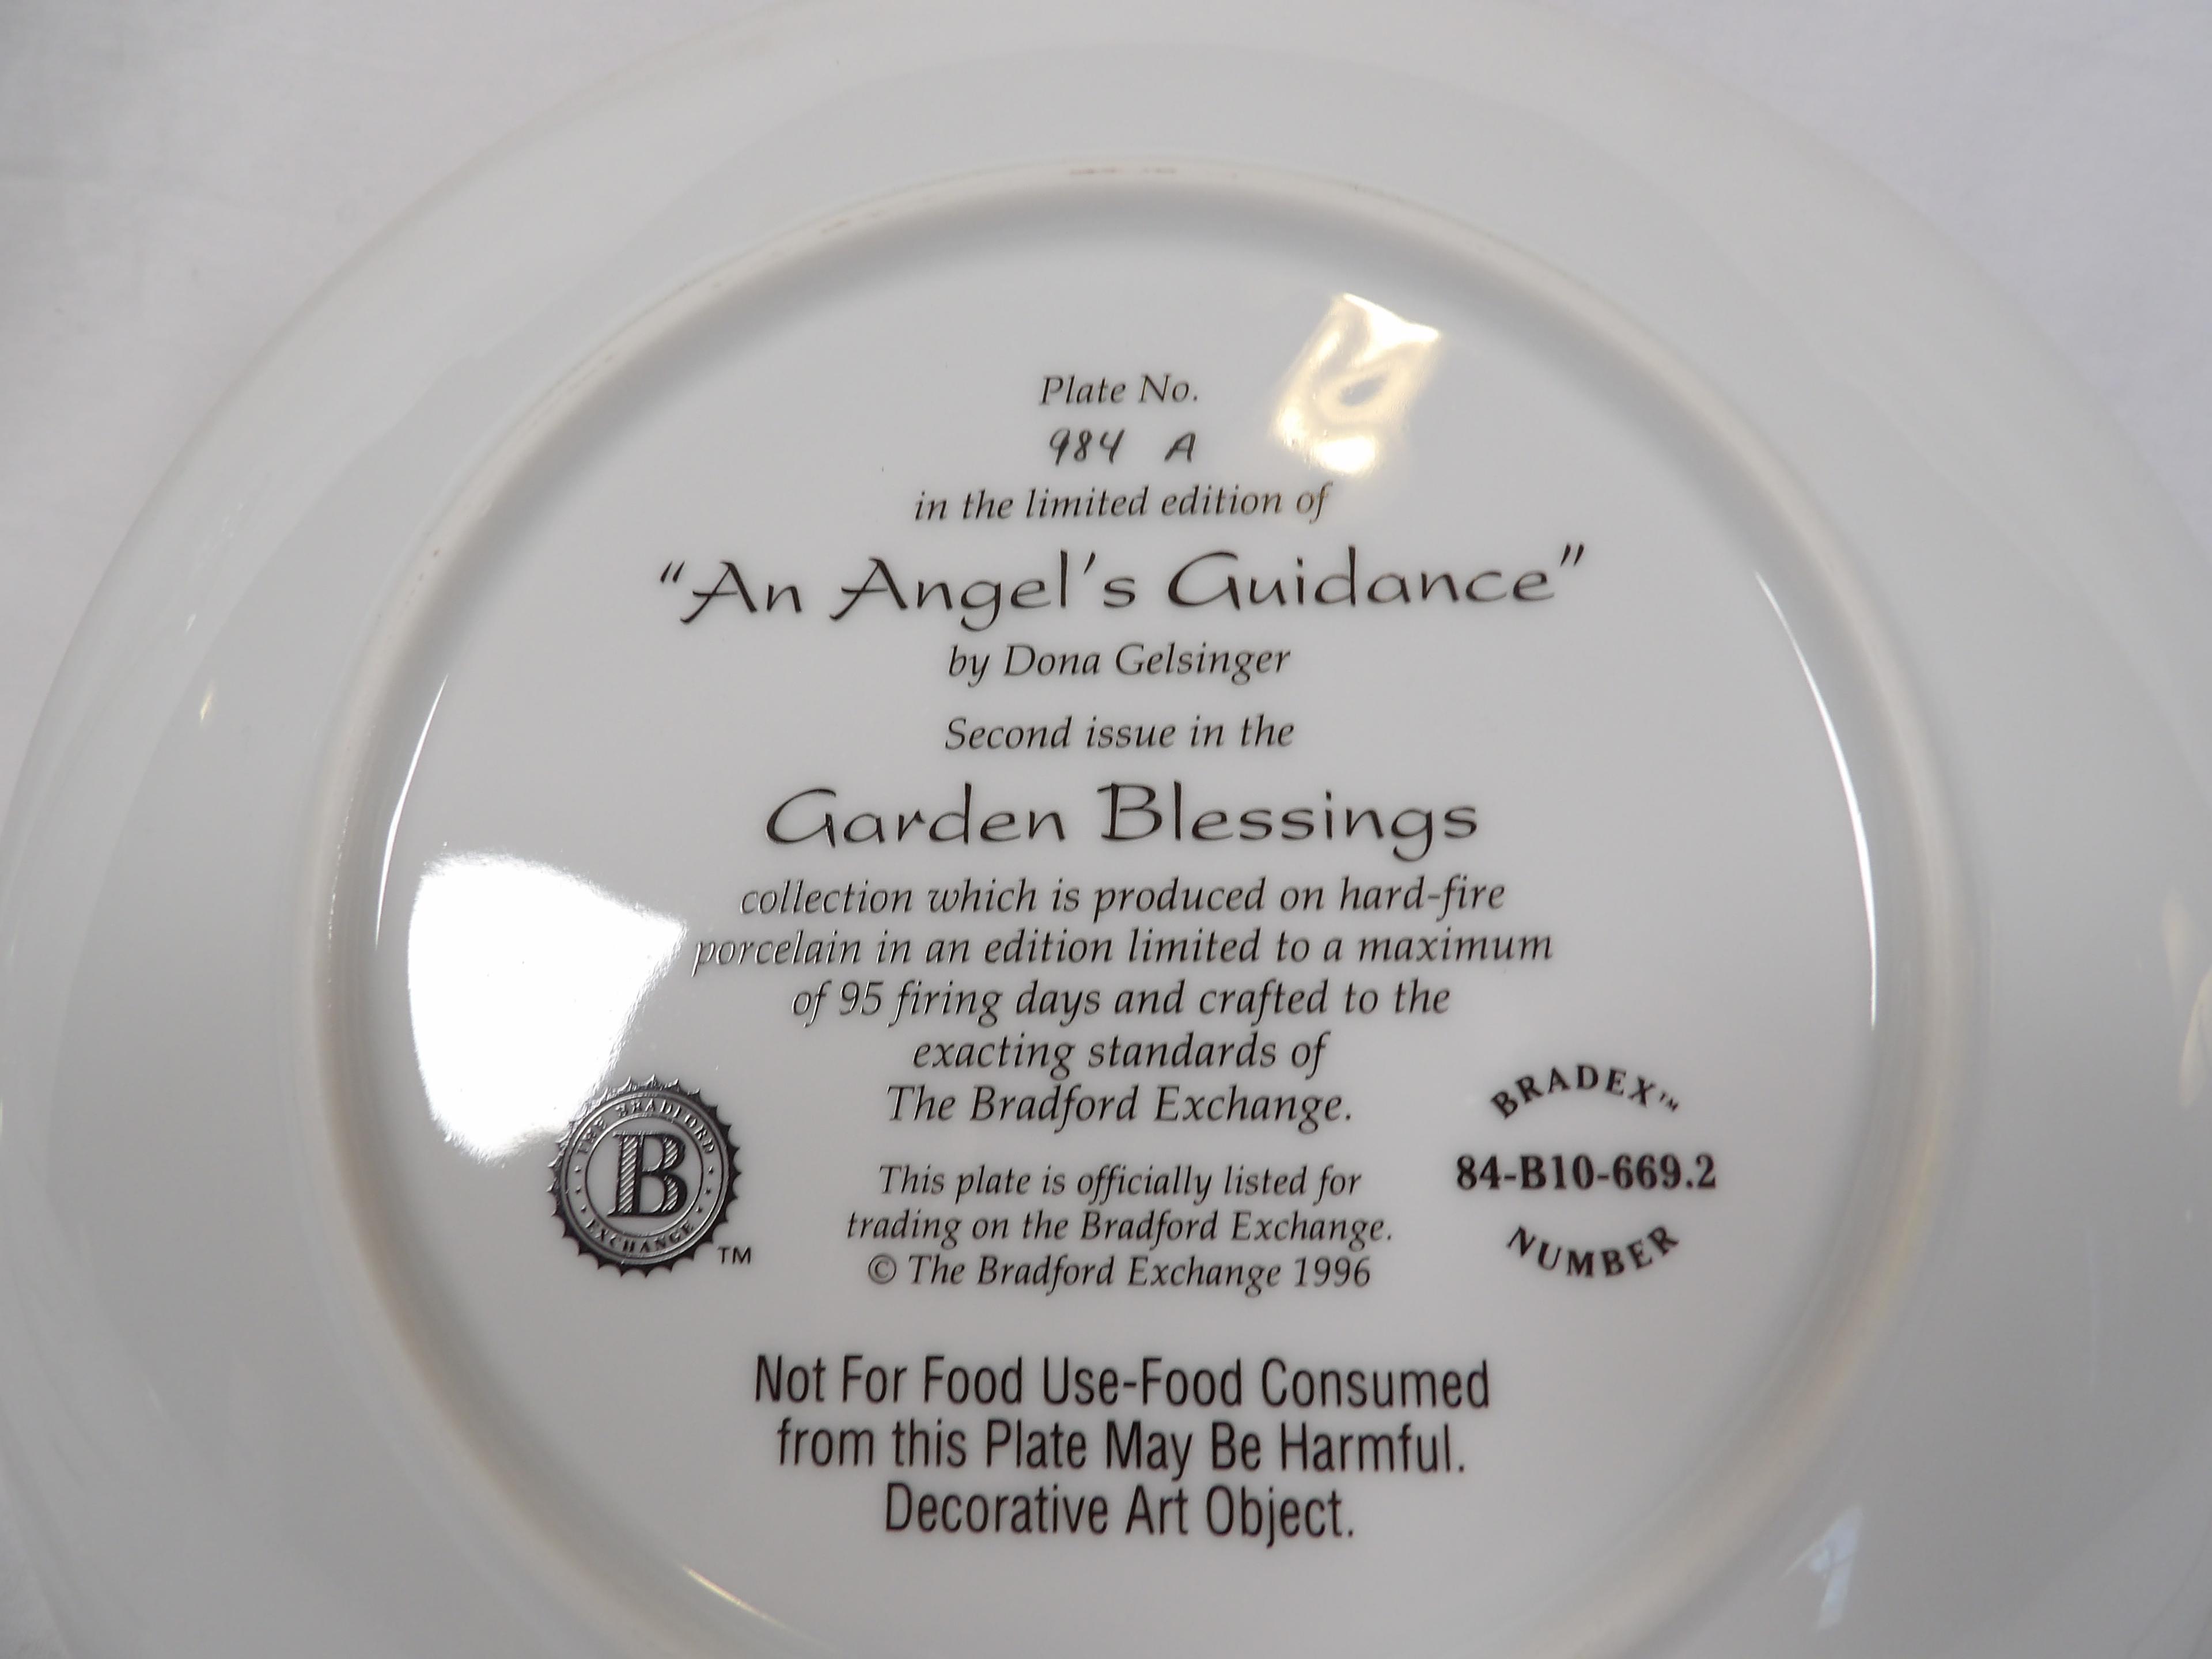 Plate No.
984 A
in the limited edition of
“An Angel's Guidance”
by Dona Gelsinger
Second issue in the
Garden Blessings
collection which is produced on hard-fire
porcelain in an edition limited to a maximum
of 95 firing days and crafted to the
exacting standards of
The Bradford Exchange.
THE BRADFORD
B
EXCHANGE
TM
This plate is officially listed for
trading on the Bradford Exchange.
© The Bradford Exchange 1996
BRADEX™
84-B10-669.2
NUMBER
Not For Food Use-Food Consumed
from this Plate May Be Harmful.
Decorative Art Object.